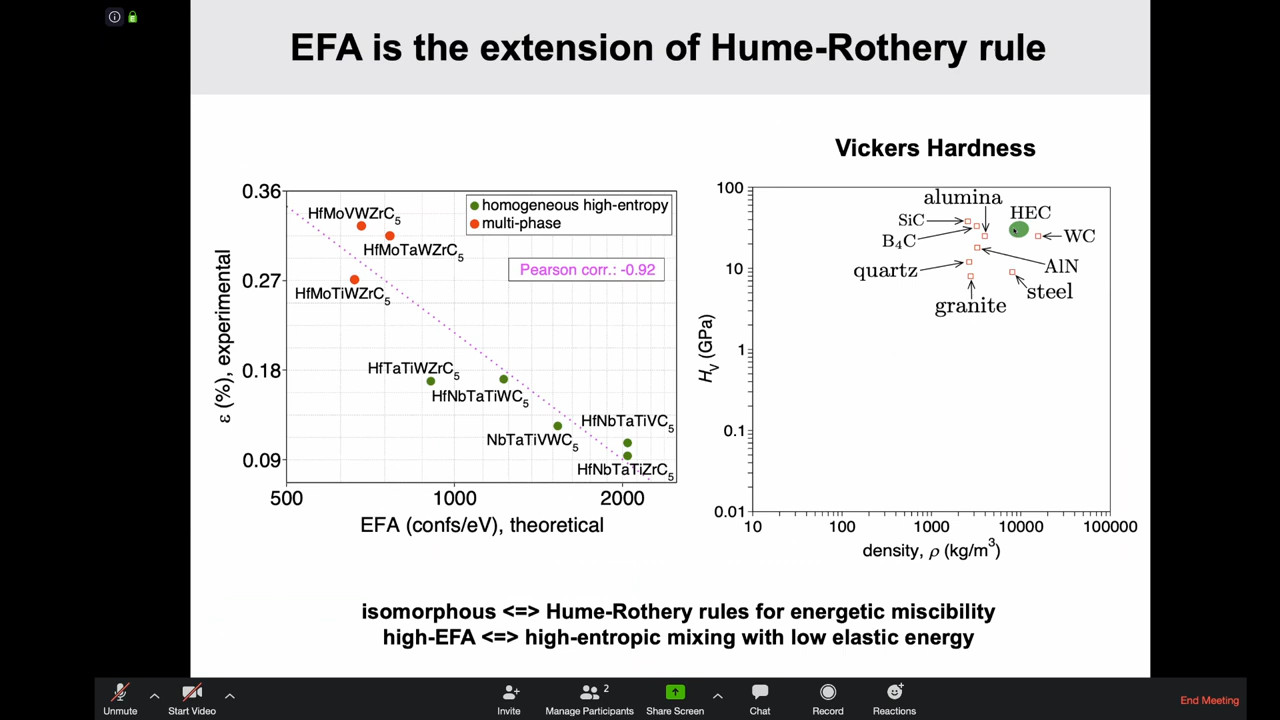 EFA is the extension of Hume-Rothery rule
0.36
0.27
0.18
0.09
ε (%), experimental
homogeneous high-entropy
multi-phase
Pearson corr.: -0.92
HfMoVWZrC5
HfMoTaWZrC5
HfMoTiWZrC5
HfTaTiWZrC5
HfNbTaTiWC5
NbTaTiVWC5
HfNbTaTiVC5
HfNbTaTiZrC5
500 1000 2000
EFA (confs/eV), theoretical
Vickers Hardness
100
10
1
0.1
0.01
HV (GPa)
alumina
SiC
HEC
B4C
WC
quartz
AlN
granite
steel
10 100 1000 10000 100000
density, ρ (kg/m3)
isomorphous <=> Hume-Rothery rules for energetic miscibility
high-EFA <=> high-entropic mixing with low elastic energy
2
Unmute Start Video Invite Manage Participants Share Screen Chat Record Reactions End Meeting